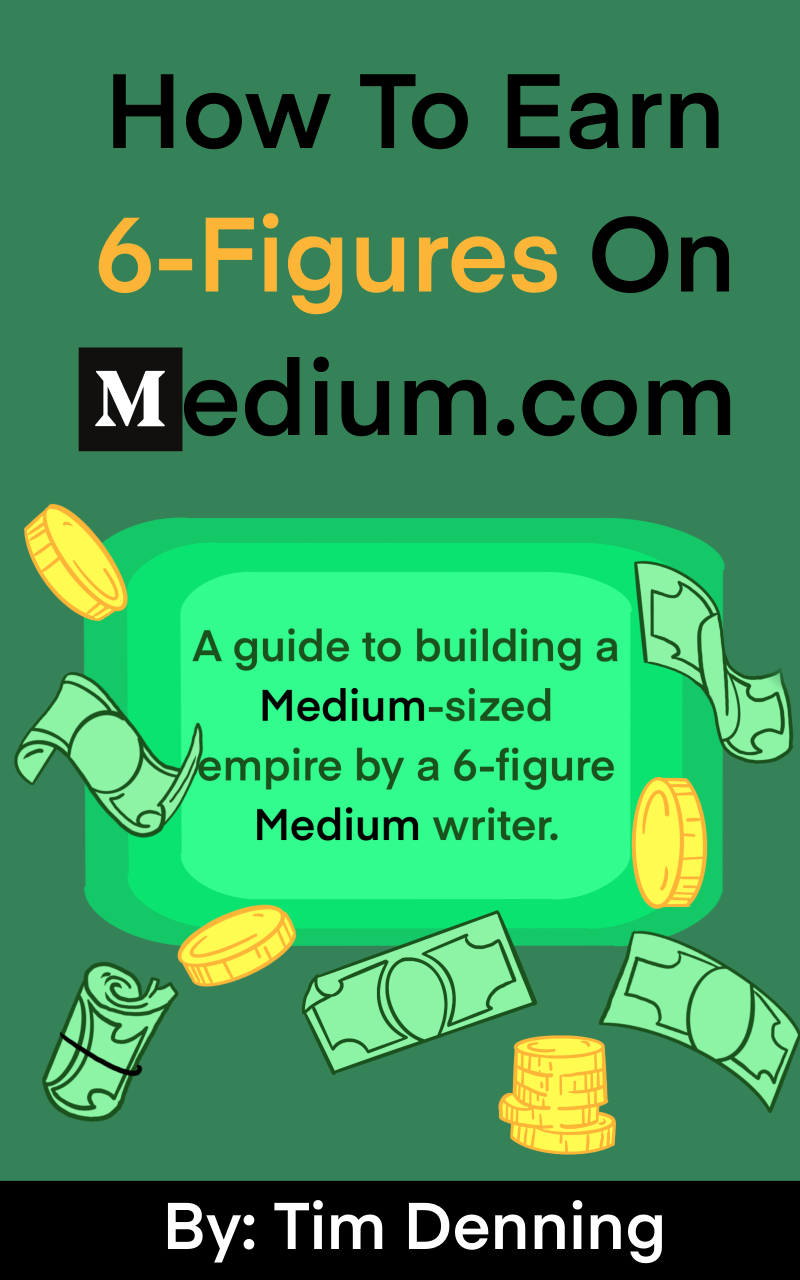 How To Earn
6-Figures On
Medium.com
A guide to building a
Medium-sized
empire by a 6-figure
Medium writer.
By: Tim Denning